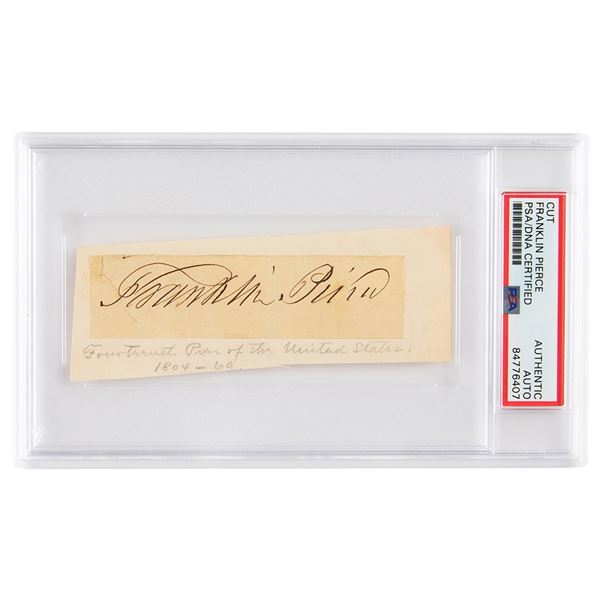 Franklin Pierce
Fourteenth Pres of the United States.
1804 - 69.
CUT
FRANKLIN PIERCE
PSA/DNA CERTIFIED
PSA
AUTHENTIC
AUTO
84776407